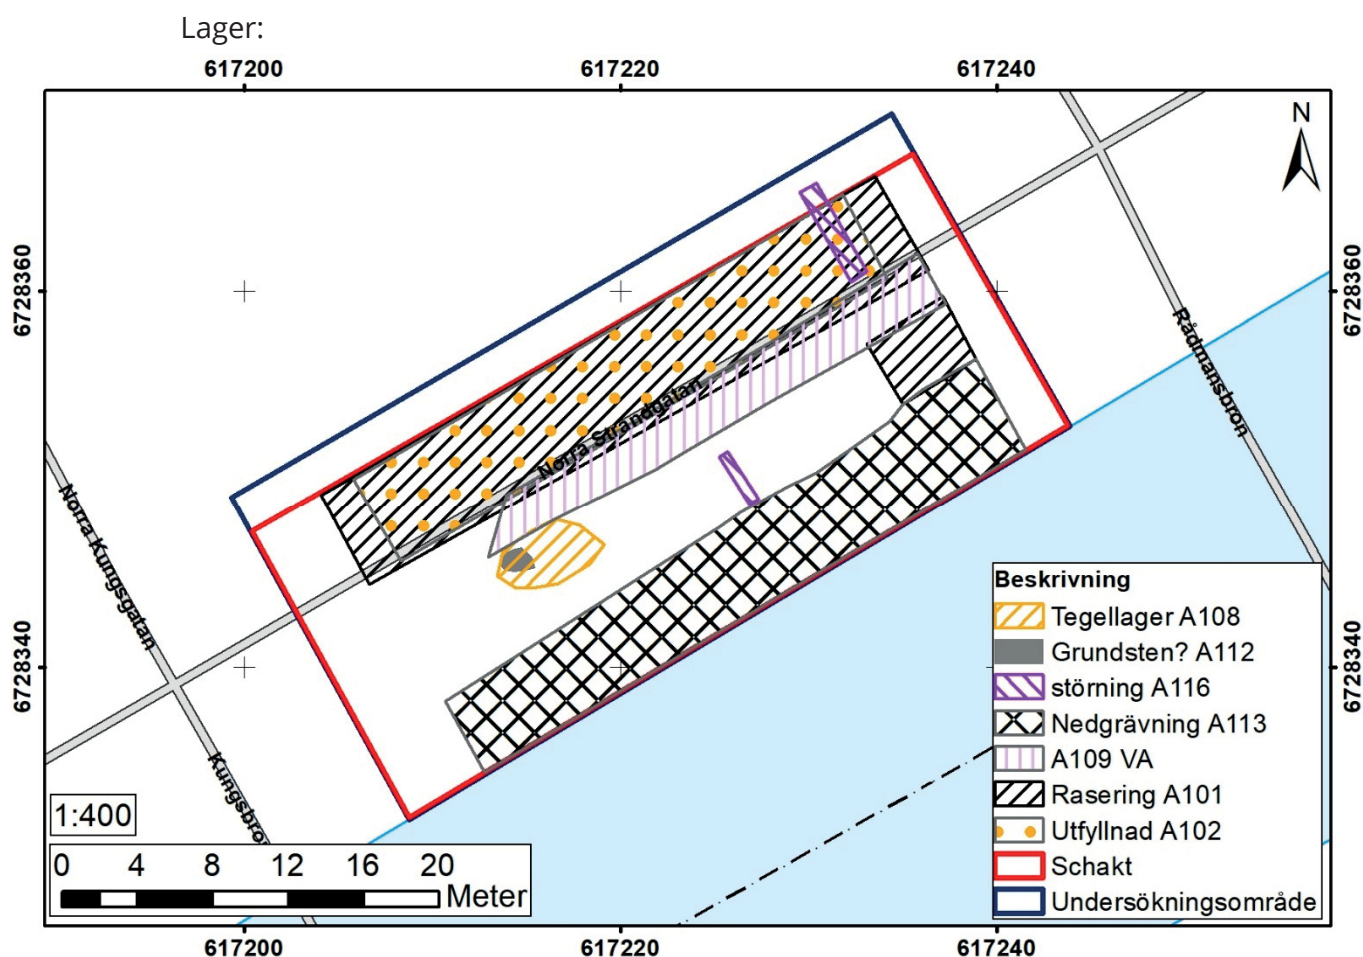 Lager:
617200 617220 617240
N
6728360 6728360
Rådmansbron
Norra Strandgatan
Norra Kungsgatan
Kungsbron
6728340 6728340
Beskrivning
Tegellager A108
Grundsten? A112
störning A116
Nedgrävning A113
A109 VA
Rasering A101
Utfyllnad A102
Schakt
Undersökningsområde
1:400
0 4 8 12 16 20
Meter
617200 617220 617240